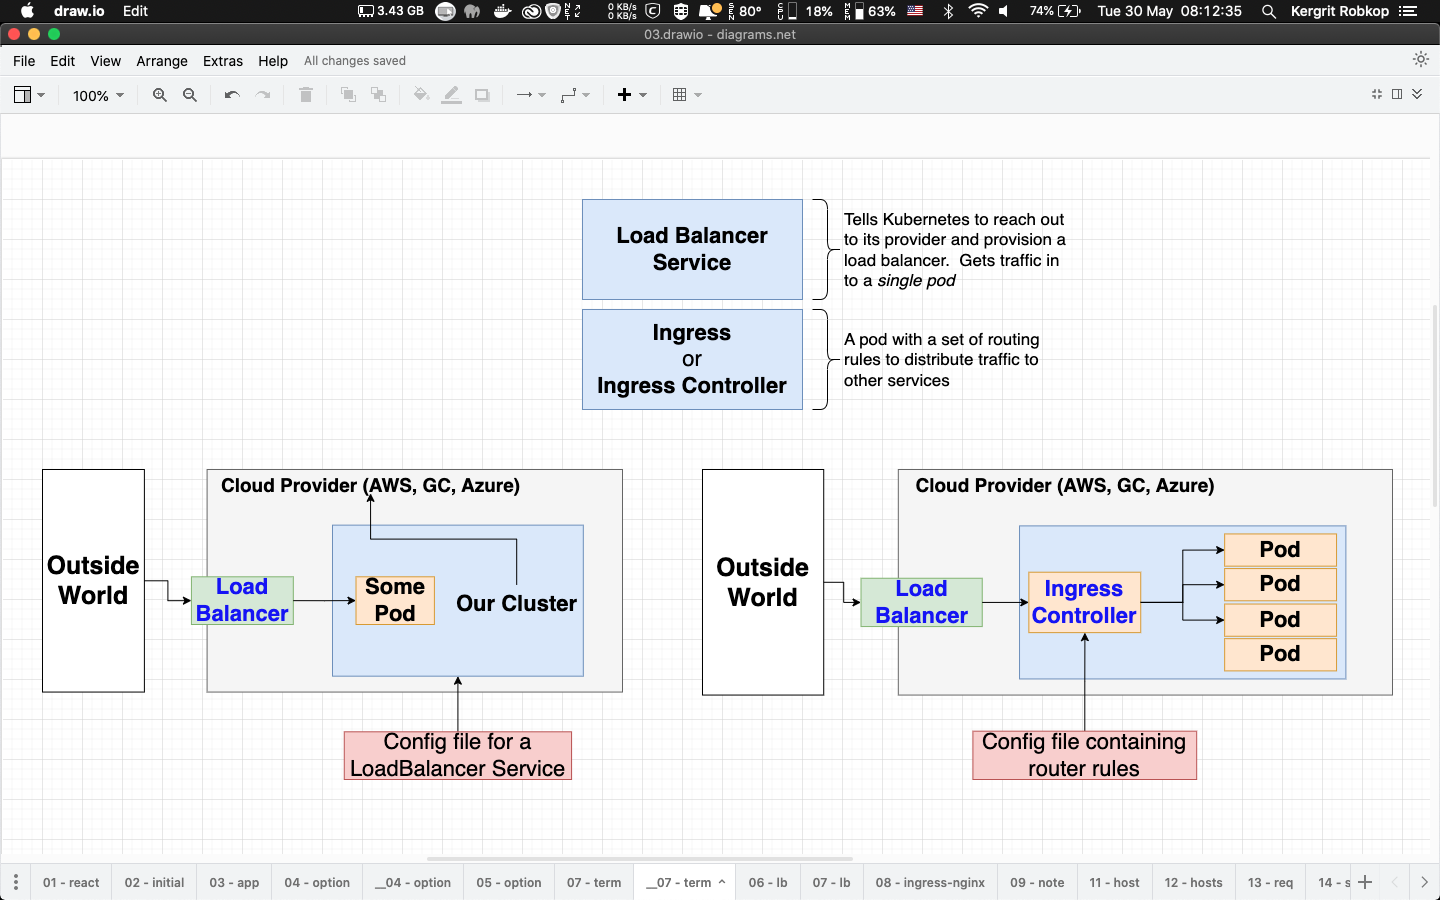 draw.io Edit 3.43 GB 0 KB/s 0 KB/s SEN 80° CPU 18% MEM 63% 74% Tue 30 May 08:12:35 Kergrit Robkop
03.drawio - diagrams.net
File Edit View Arrange Extras Help All changes saved
100%
Load Balancer
Service
Tells Kubernetes to reach out
to its provider and provision a
load balancer. Gets traffic in
to a single pod
Ingress
or
Ingress Controller
A pod with a set of routing
rules to distribute traffic to
other services
Outside
World
Cloud Provider (AWS, GC, Azure)
Load
Balancer
Some
Pod
Our Cluster
Config file for a
LoadBalancer Service
Outside
World
Cloud Provider (AWS, GC, Azure)
Load
Balancer
Ingress
Controller
Pod
Pod
Pod
Pod
Config file containing
router rules
01 - react 02 - initial 03 - app 04 - option __04 - option 05 - option 07 - term __07 - term 06 - lb 07 - lb 08 - ingress-nginx 09 - note 11 - host 12 - hosts 13 - req 14 - s